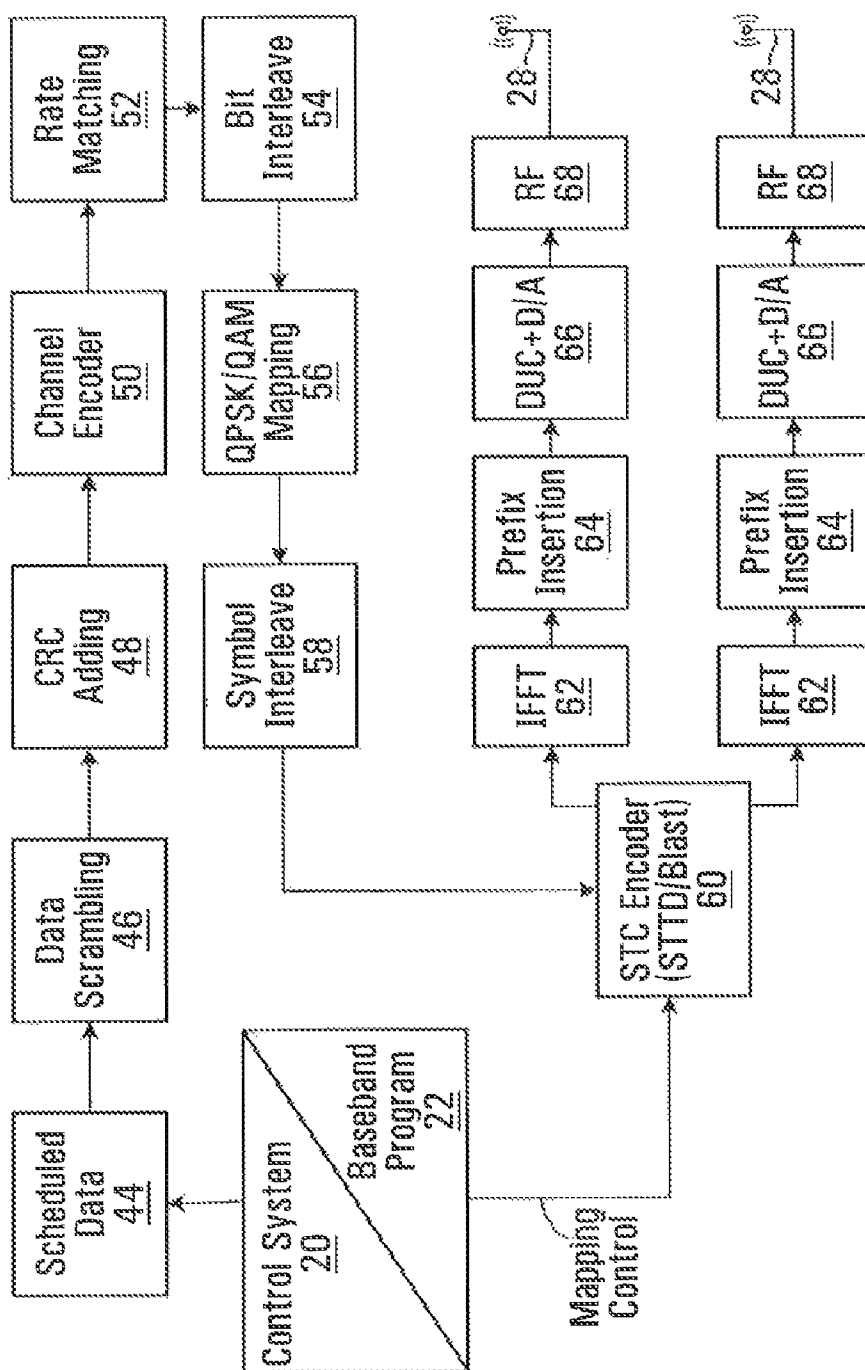 Scheduled
Data
44
Data
Scrambling
46
CRC
Adding
48
Channel
Encoder
50
Rate
Matching
52
Bit
Interleave
54
QPSK/QAM
Mapping
56
Symbol
Interleave
58
Control System
20
Baseband
Program
22
Mapping
Control
STC Encoder
(STTD/Blast)
60
IFFT
62
Prefix
Insertion
64
DUC+D/A
66
RF
68
28
IFFT
62
Prefix
Insertion
64
DUC+D/A
66
RF
68
28